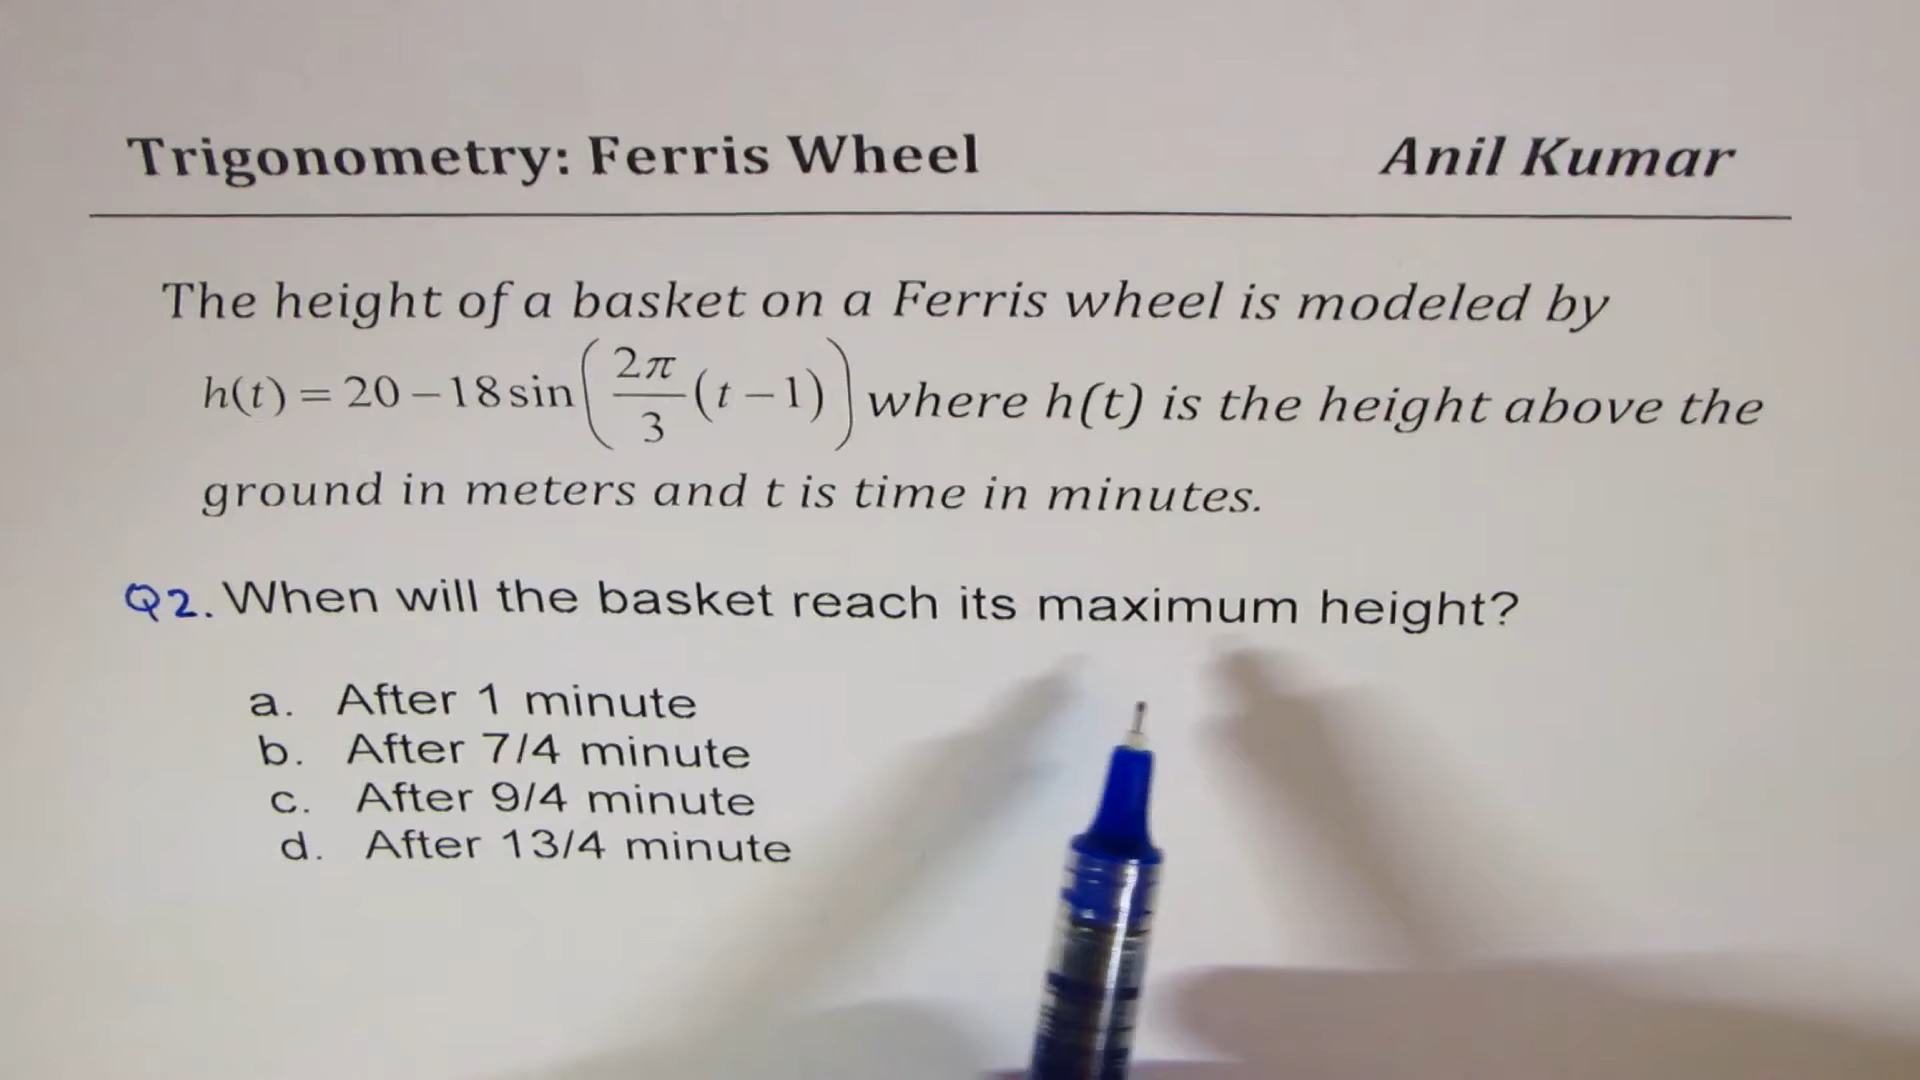 Trigonometry: Ferris Wheel Anil Kumar
The height of a basket on a Ferris wheel is modeled by
h(t) = 20 – 18 sin(2π/3 (t – 1)) where h(t) is the height above the
ground in meters and t is time in minutes.
Q2. When will the basket reach its maximum height?
a. After 1 minute
b. After 7/4 minute
c. After 9/4 minute
d. After 13/4 minute